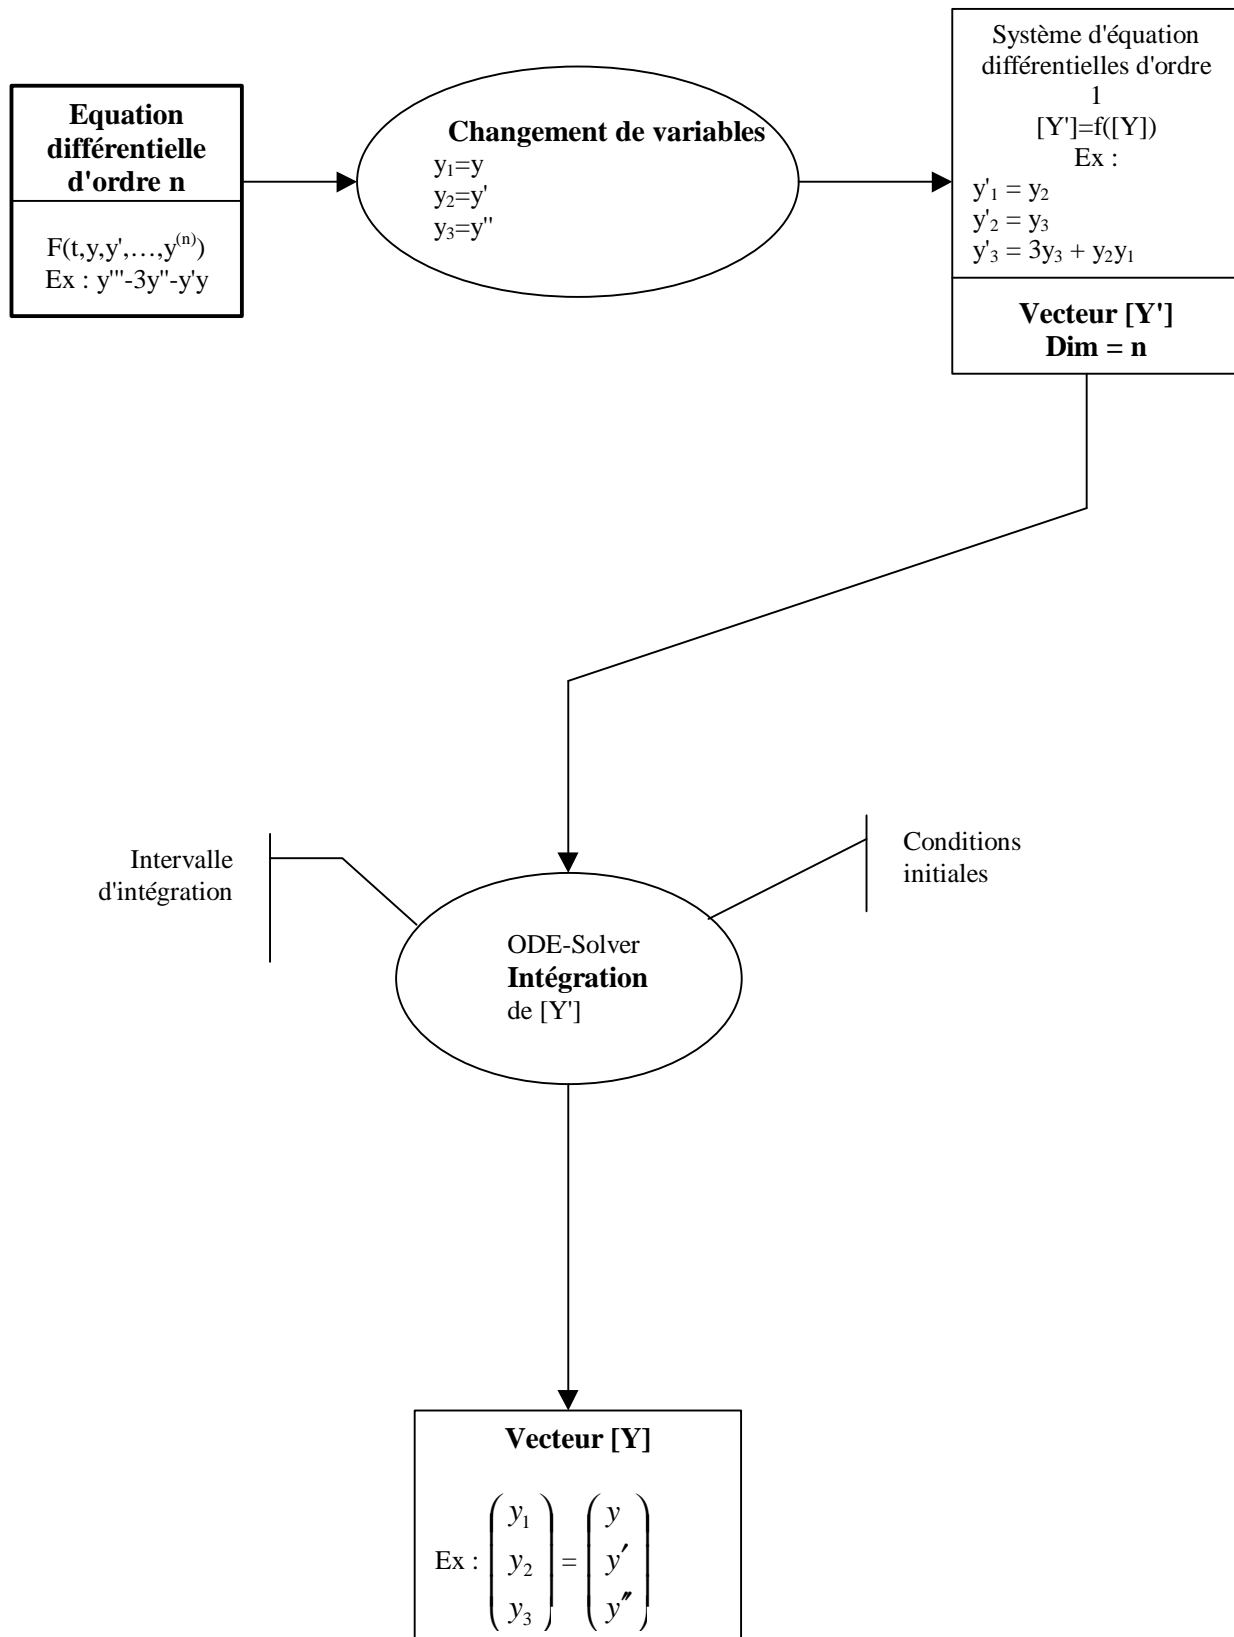 Equation
différentielle
d'ordre n
F(t,y,y',…,y⁽ⁿ⁾)
Ex : y'''-3y''-y'y
Changement de variables
y₁=y
y₂=y'
y₃=y''
Système d'équation
différentielles d'ordre
1
[Y']=f([Y])
Ex :
y'₁ = y₂
y'₂ = y₃
y'₃ = 3y₃ + y₂y₁
Vecteur [Y']
Dim = n
Intervalle
d'intégration
Conditions
initiales
ODE-Solver
Intégration
de [Y']
Vecteur [Y]
y₁ y
Ex : y₂ = y′
y₃ y″